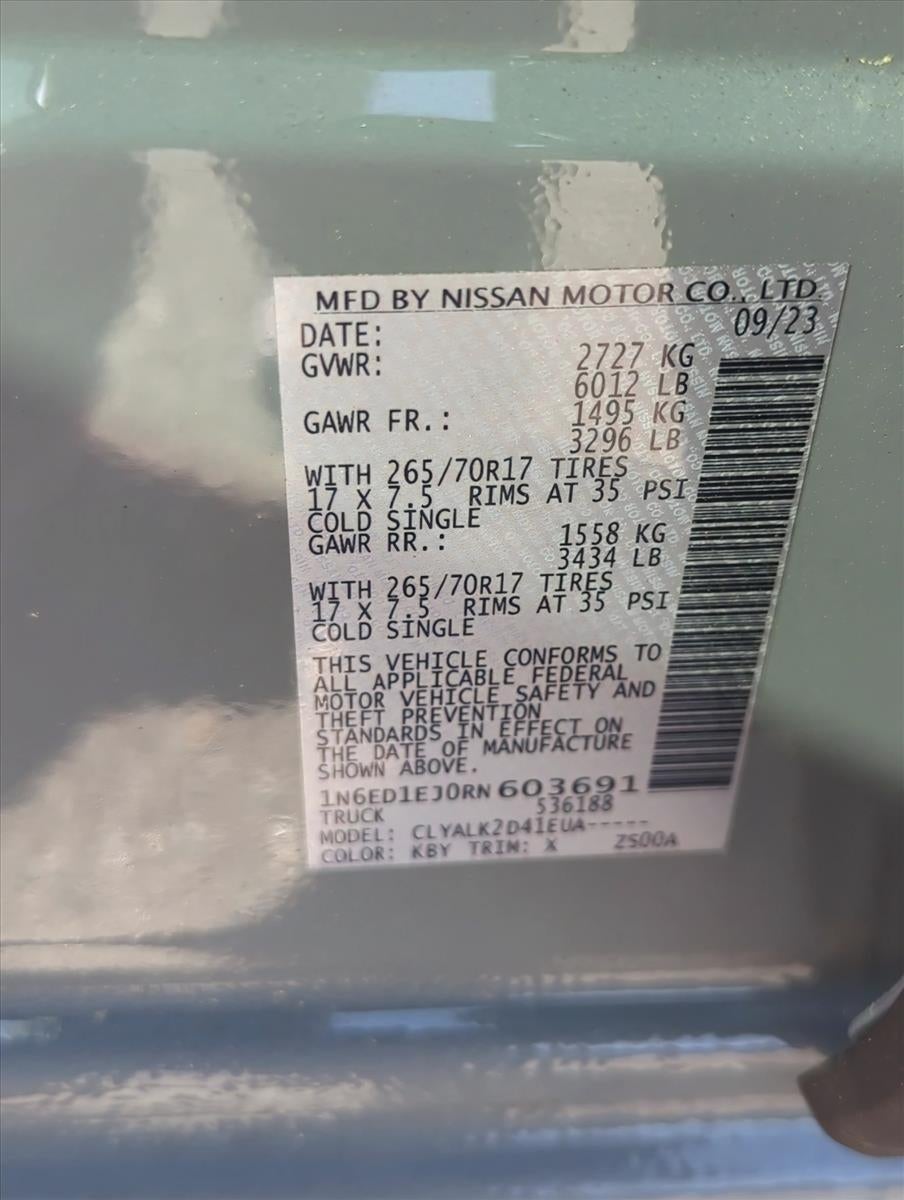 MFD BY NISSAN MOTOR CO., LTD.
DATE: 09/23
GVWR: 2727 KG
6012 LB
GAWR FR.: 1495 KG
3296 LB
WITH 265/70R17 TIRES
17 X 7.5 RIMS AT 35 PSI
COLD SINGLE
GAWR RR.: 1558 KG
3434 LB
WITH 265/70R17 TIRES
17 X 7.5 RIMS AT 35 PSI
COLD SINGLE
THIS VEHICLE CONFORMS TO
ALL APPLICABLE FEDERAL
MOTOR VEHICLE SAFETY AND
THEFT PREVENTION
STANDARDS IN EFFECT ON
THE DATE OF MANUFACTURE
SHOWN ABOVE.
1N6ED1EJ0RN 603691
TRUCK 536188
MODEL: CLYALK2D41EUA-----
COLOR: KBY TRIM: X ZS00A